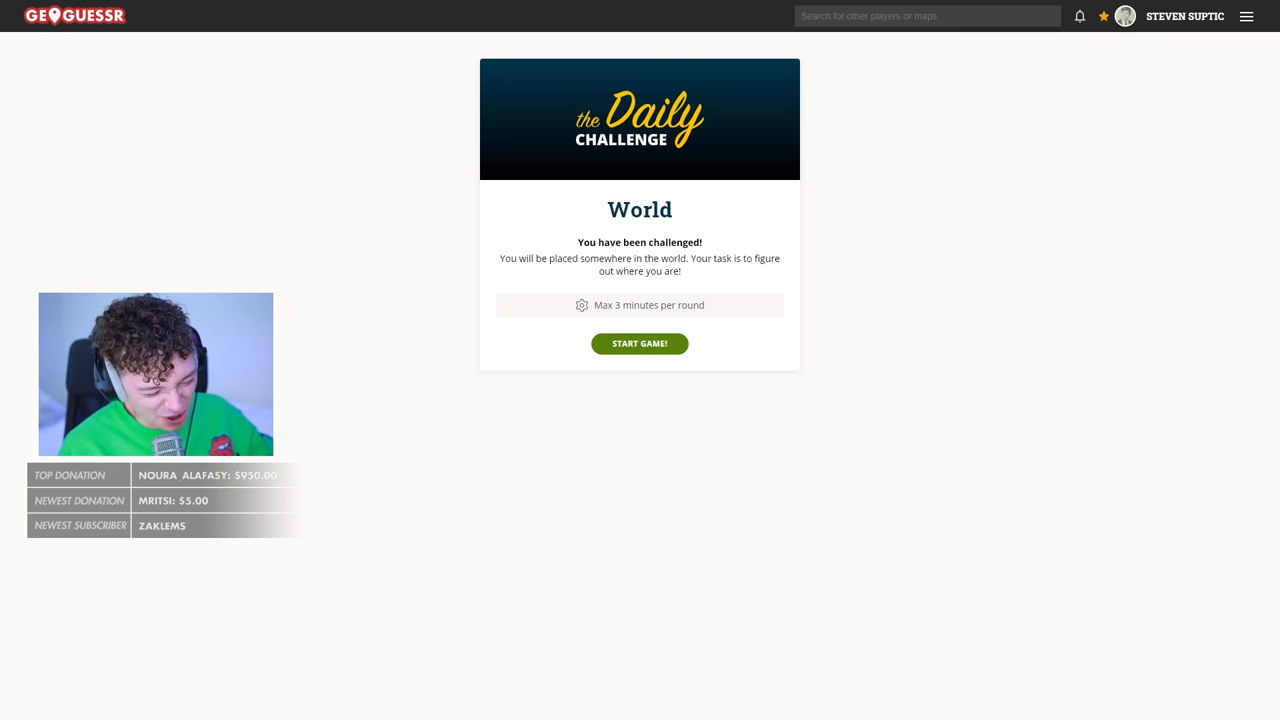 GEOGUESSR
Search for other players or maps
STEVEN SUPTIC
the Daily
CHALLENGE
World
You have been challenged!
You will be placed somewhere in the world. Your task is to figure
out where you are!
Max 3 minutes per round
START GAME!
TOP DONATION NOURA ALAFASY: $950.00
NEWEST DONATION MRITSI: $5.00
NEWEST SUBSCRIBER ZAKLEMS